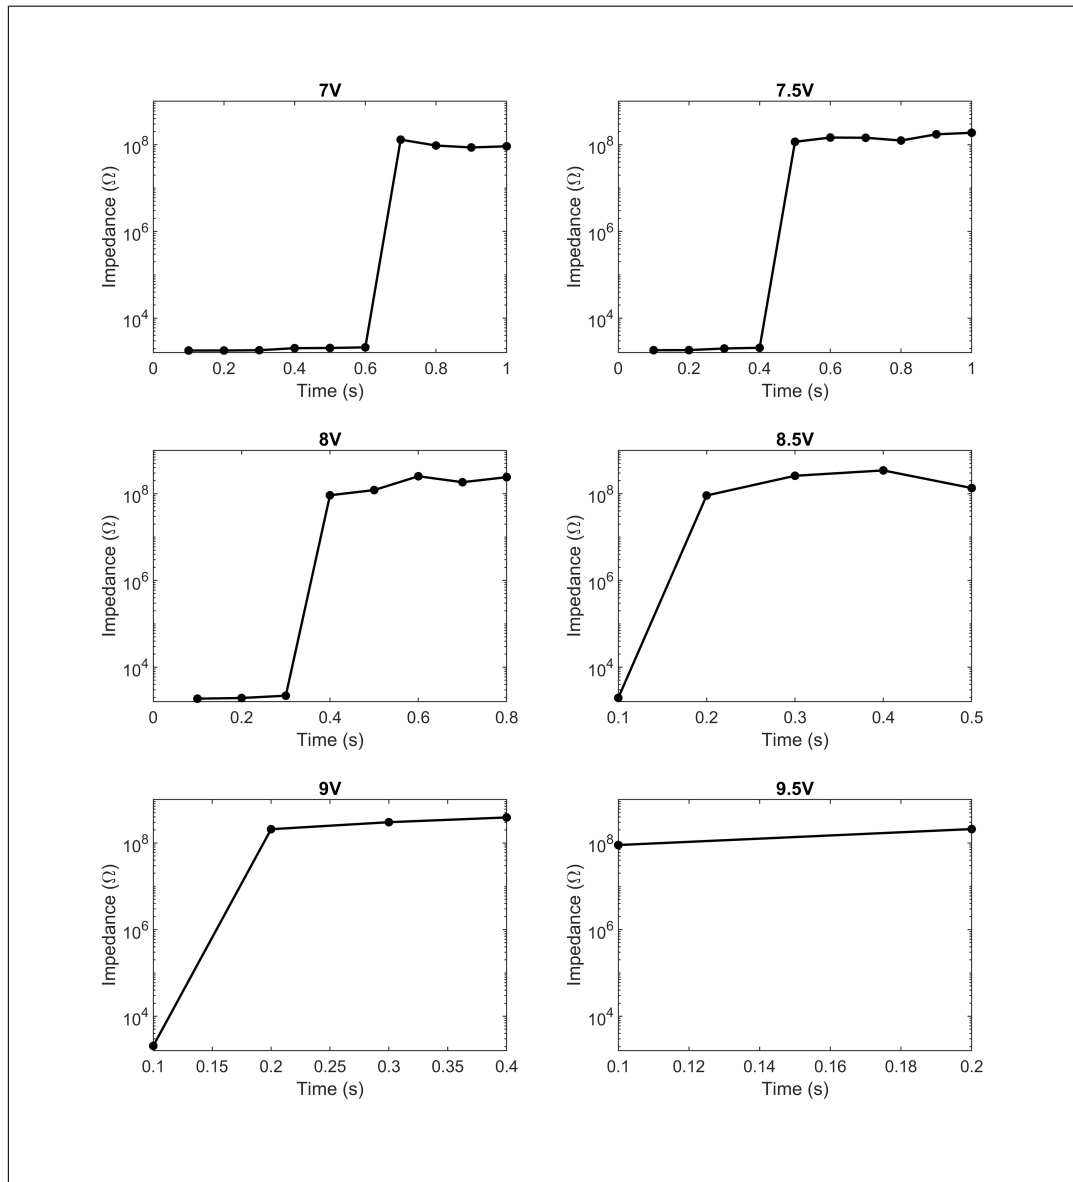 7V
10^8
10^6
10^4
Impedance (Ω)
0 0.2 0.4 0.6 0.8 1
Time (s)
7.5V
10^8
10^6
10^4
Impedance (Ω)
0 0.2 0.4 0.6 0.8 1
Time (s)
8V
10^8
10^6
10^4
Impedance (Ω)
0 0.2 0.4 0.6 0.8
Time (s)
8.5V
10^8
10^6
10^4
Impedance (Ω)
0.1 0.2 0.3 0.4 0.5
Time (s)
9V
10^8
10^6
10^4
Impedance (Ω)
0.1 0.15 0.2 0.25 0.3 0.35 0.4
Time (s)
9.5V
10^8
10^6
10^4
Impedance (Ω)
0.1 0.12 0.14 0.16 0.18 0.2
Time (s)